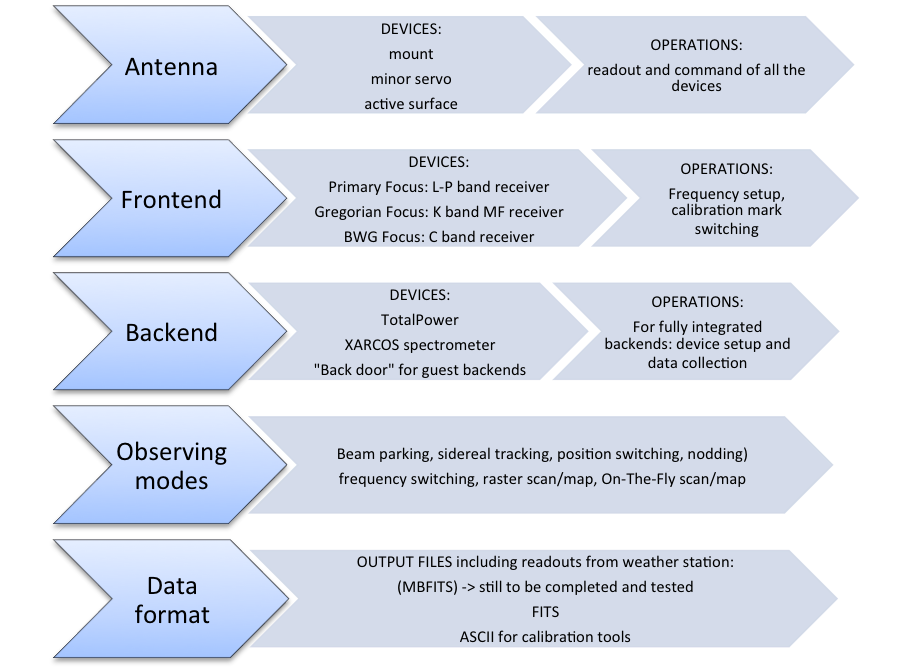 Antenna
DEVICES:
mount
minor servo
active surface
OPERATIONS:
readout and command of all the
devices
Frontend
DEVICES:
Primary Focus: L-P band receiver
Gregorian Focus: K band MF receiver
BWG Focus: C band receiver
OPERATIONS:
Frequency setup,
calibration mark
switching
Backend
DEVICES:
TotalPower
XARCOS spectrometer
"Back door" for guest backends
OPERATIONS:
For fully integrated
backends: device setup and
data collection
Observing
modes
Beam parking, sidereal tracking, position switching, nodding)
frequency switching, raster scan/map, On-The-Fly scan/map
Data
format
OUTPUT FILES including readouts from weather station:
(MBFITS) -> still to be completed and tested
FITS
ASCII for calibration tools